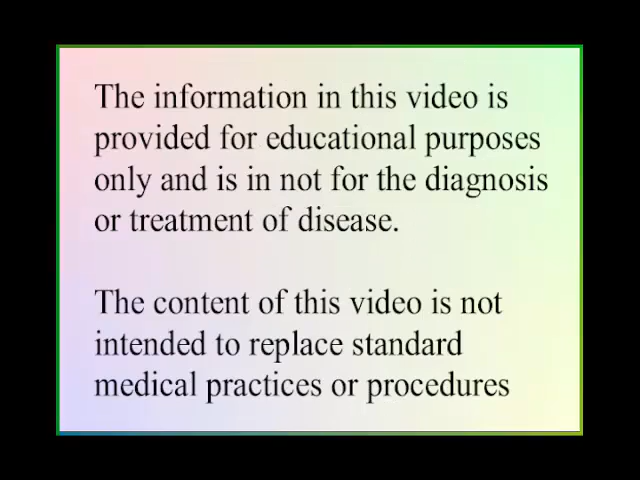 The information in this video is
provided for educational purposes
only and is in not for the diagnosis
or treatment of disease.
The content of this video is not
intended to replace standard
medical practices or procedures